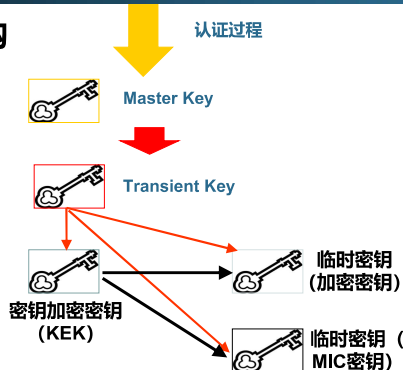 认证过程
Master Key
Transient Key
密钥加密密钥
(KEK)
临时密钥
(加密密钥)
临时密钥（
MIC密钥)